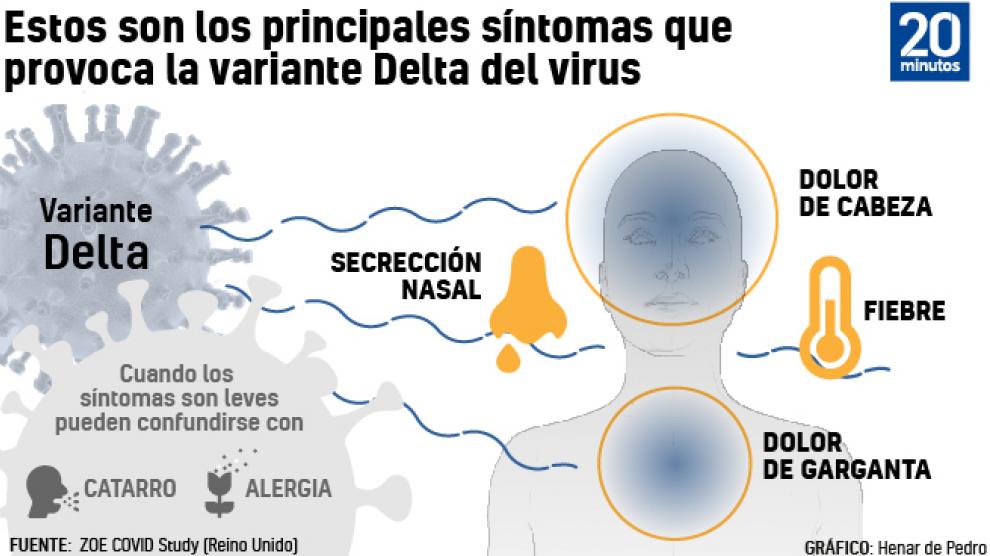 Estos son los principales síntomas que
provoca la variante Delta del virus
20
minutos
Variante
Delta
DOLOR
DE CABEZA
SECRECCIÓN
NASAL
FIEBRE
Cuando los
síntomas son leves
pueden confundirse con
CATARRO
ALERGIA
DOLOR
DE GARGANTA
FUENTE: ZOE COVID Study (Reino Unido)
GRÁFICO: Henar de Pedro